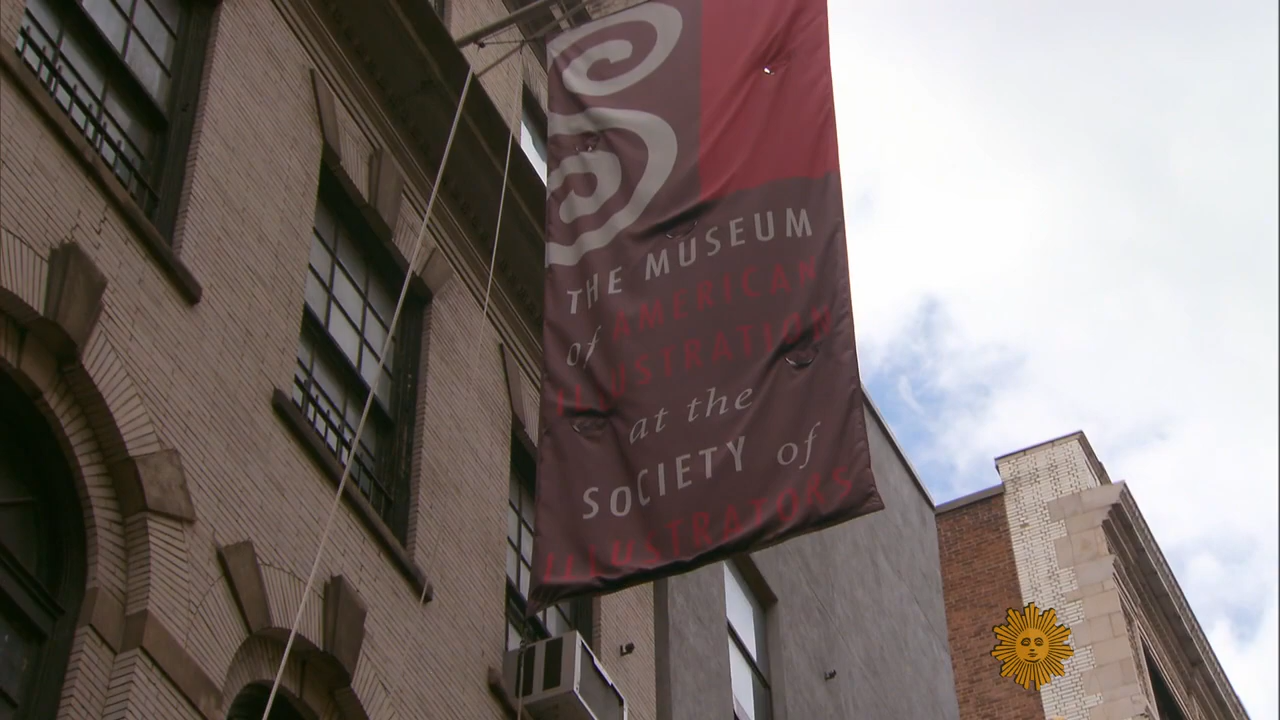 THE MUSEUM
of AMERICAN
ILLUSTRATION
at the
SOCIETY of
ILLUSTRATORS